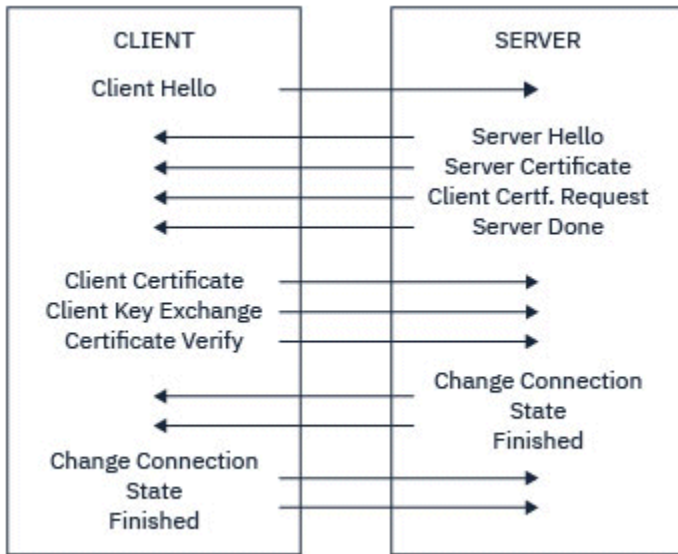 CLIENT
SERVER
Client Hello
Server Hello
Server Certificate
Client Certf. Request
Server Done
Client Certificate
Client Key Exchange
Certificate Verify
Change Connection
State
Finished
Change Connection
State
Finished